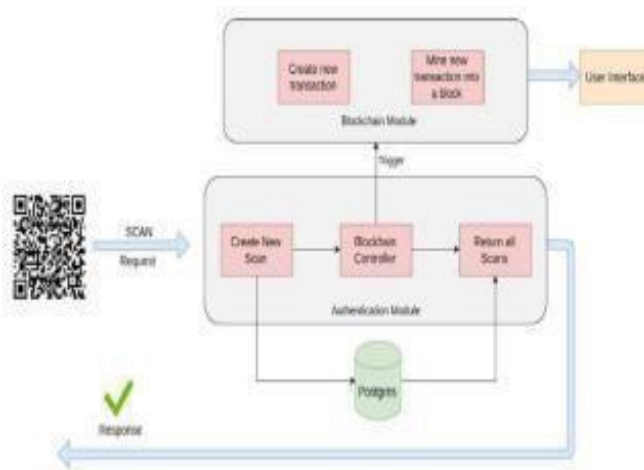 Create new
transaction
Mine new
transaction into
a block
User Interface
Blockchain Module
Trigger
SCAN
Request
Create New
Scan
Blockchain
Controller
Return all
Scans
Authentication Module
Postgres
Response